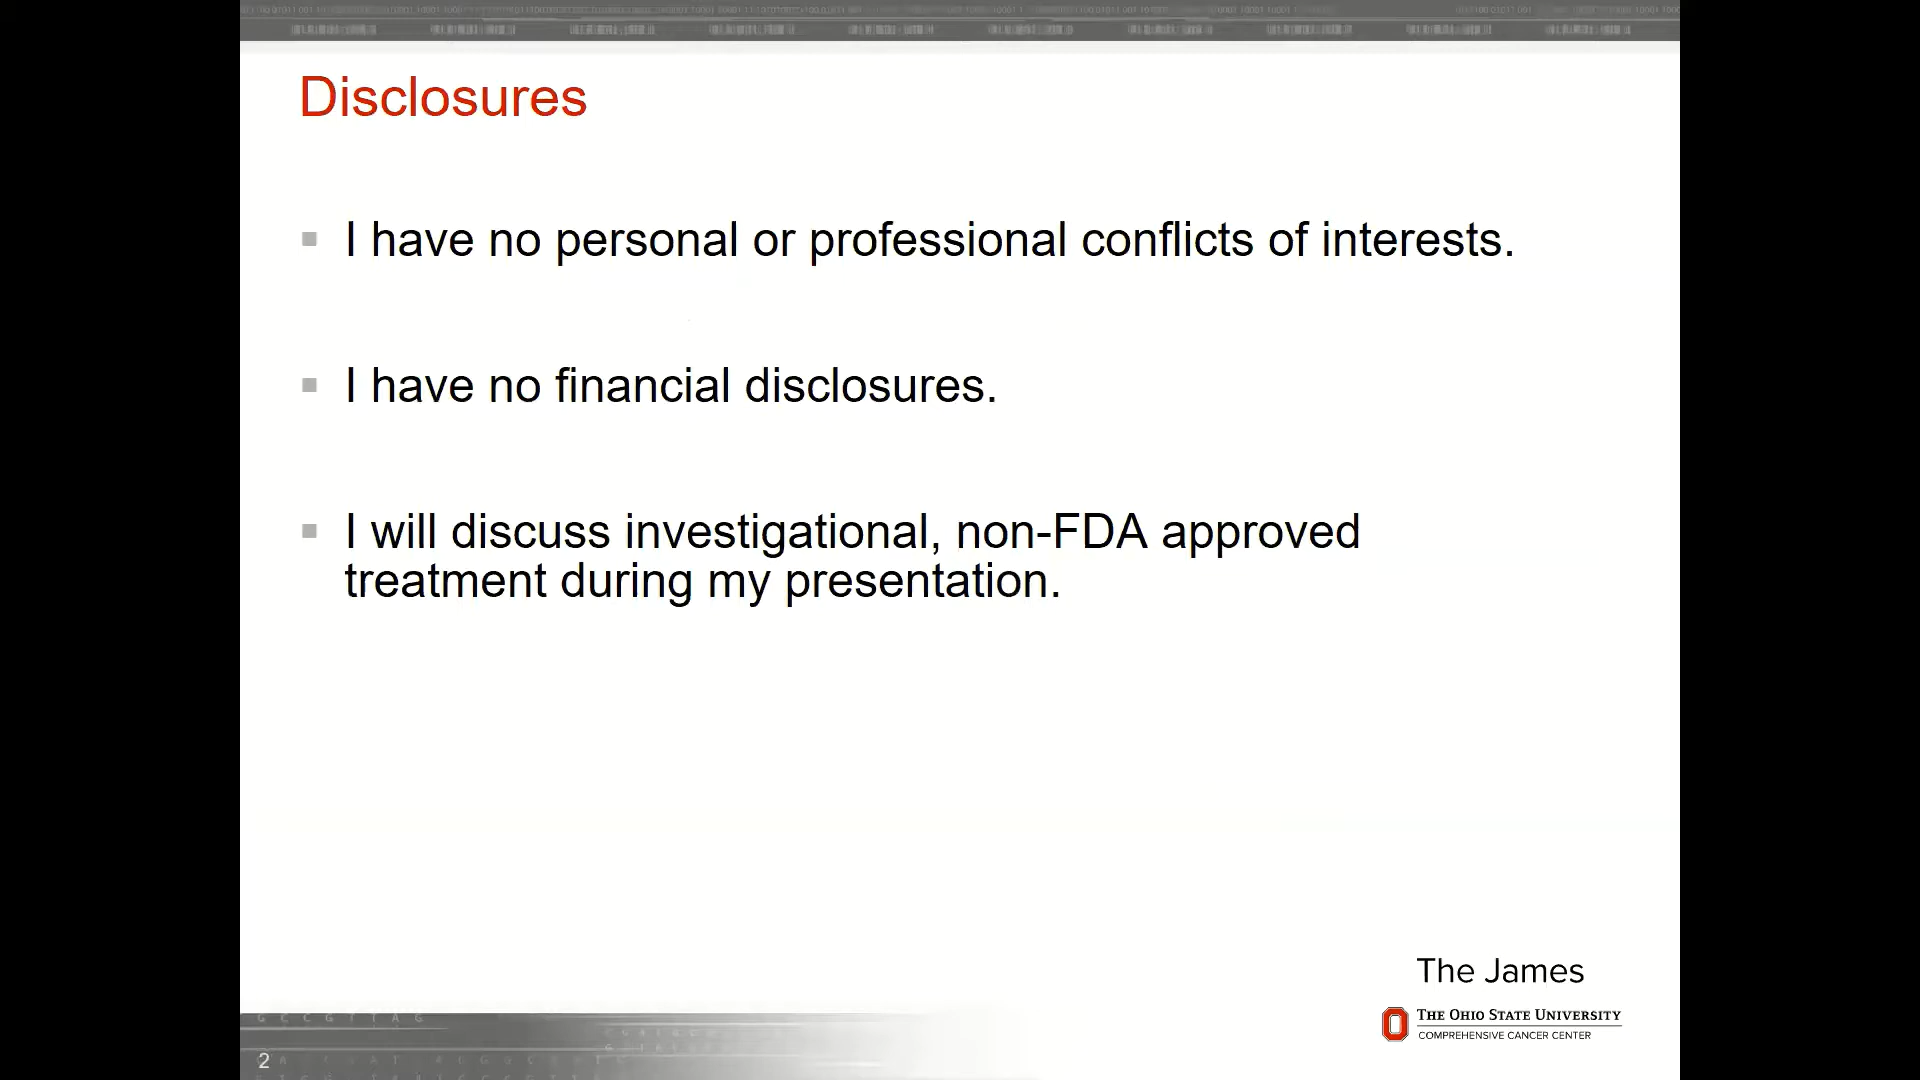 Disclosures
I have no personal or professional conflicts of interests.
I have no financial disclosures.
I will discuss investigational, non-FDA approved
treatment during my presentation.
The James
THE OHIO STATE UNIVERSITY
COMPREHENSIVE CANCER CENTER
G C C G T T A G
2